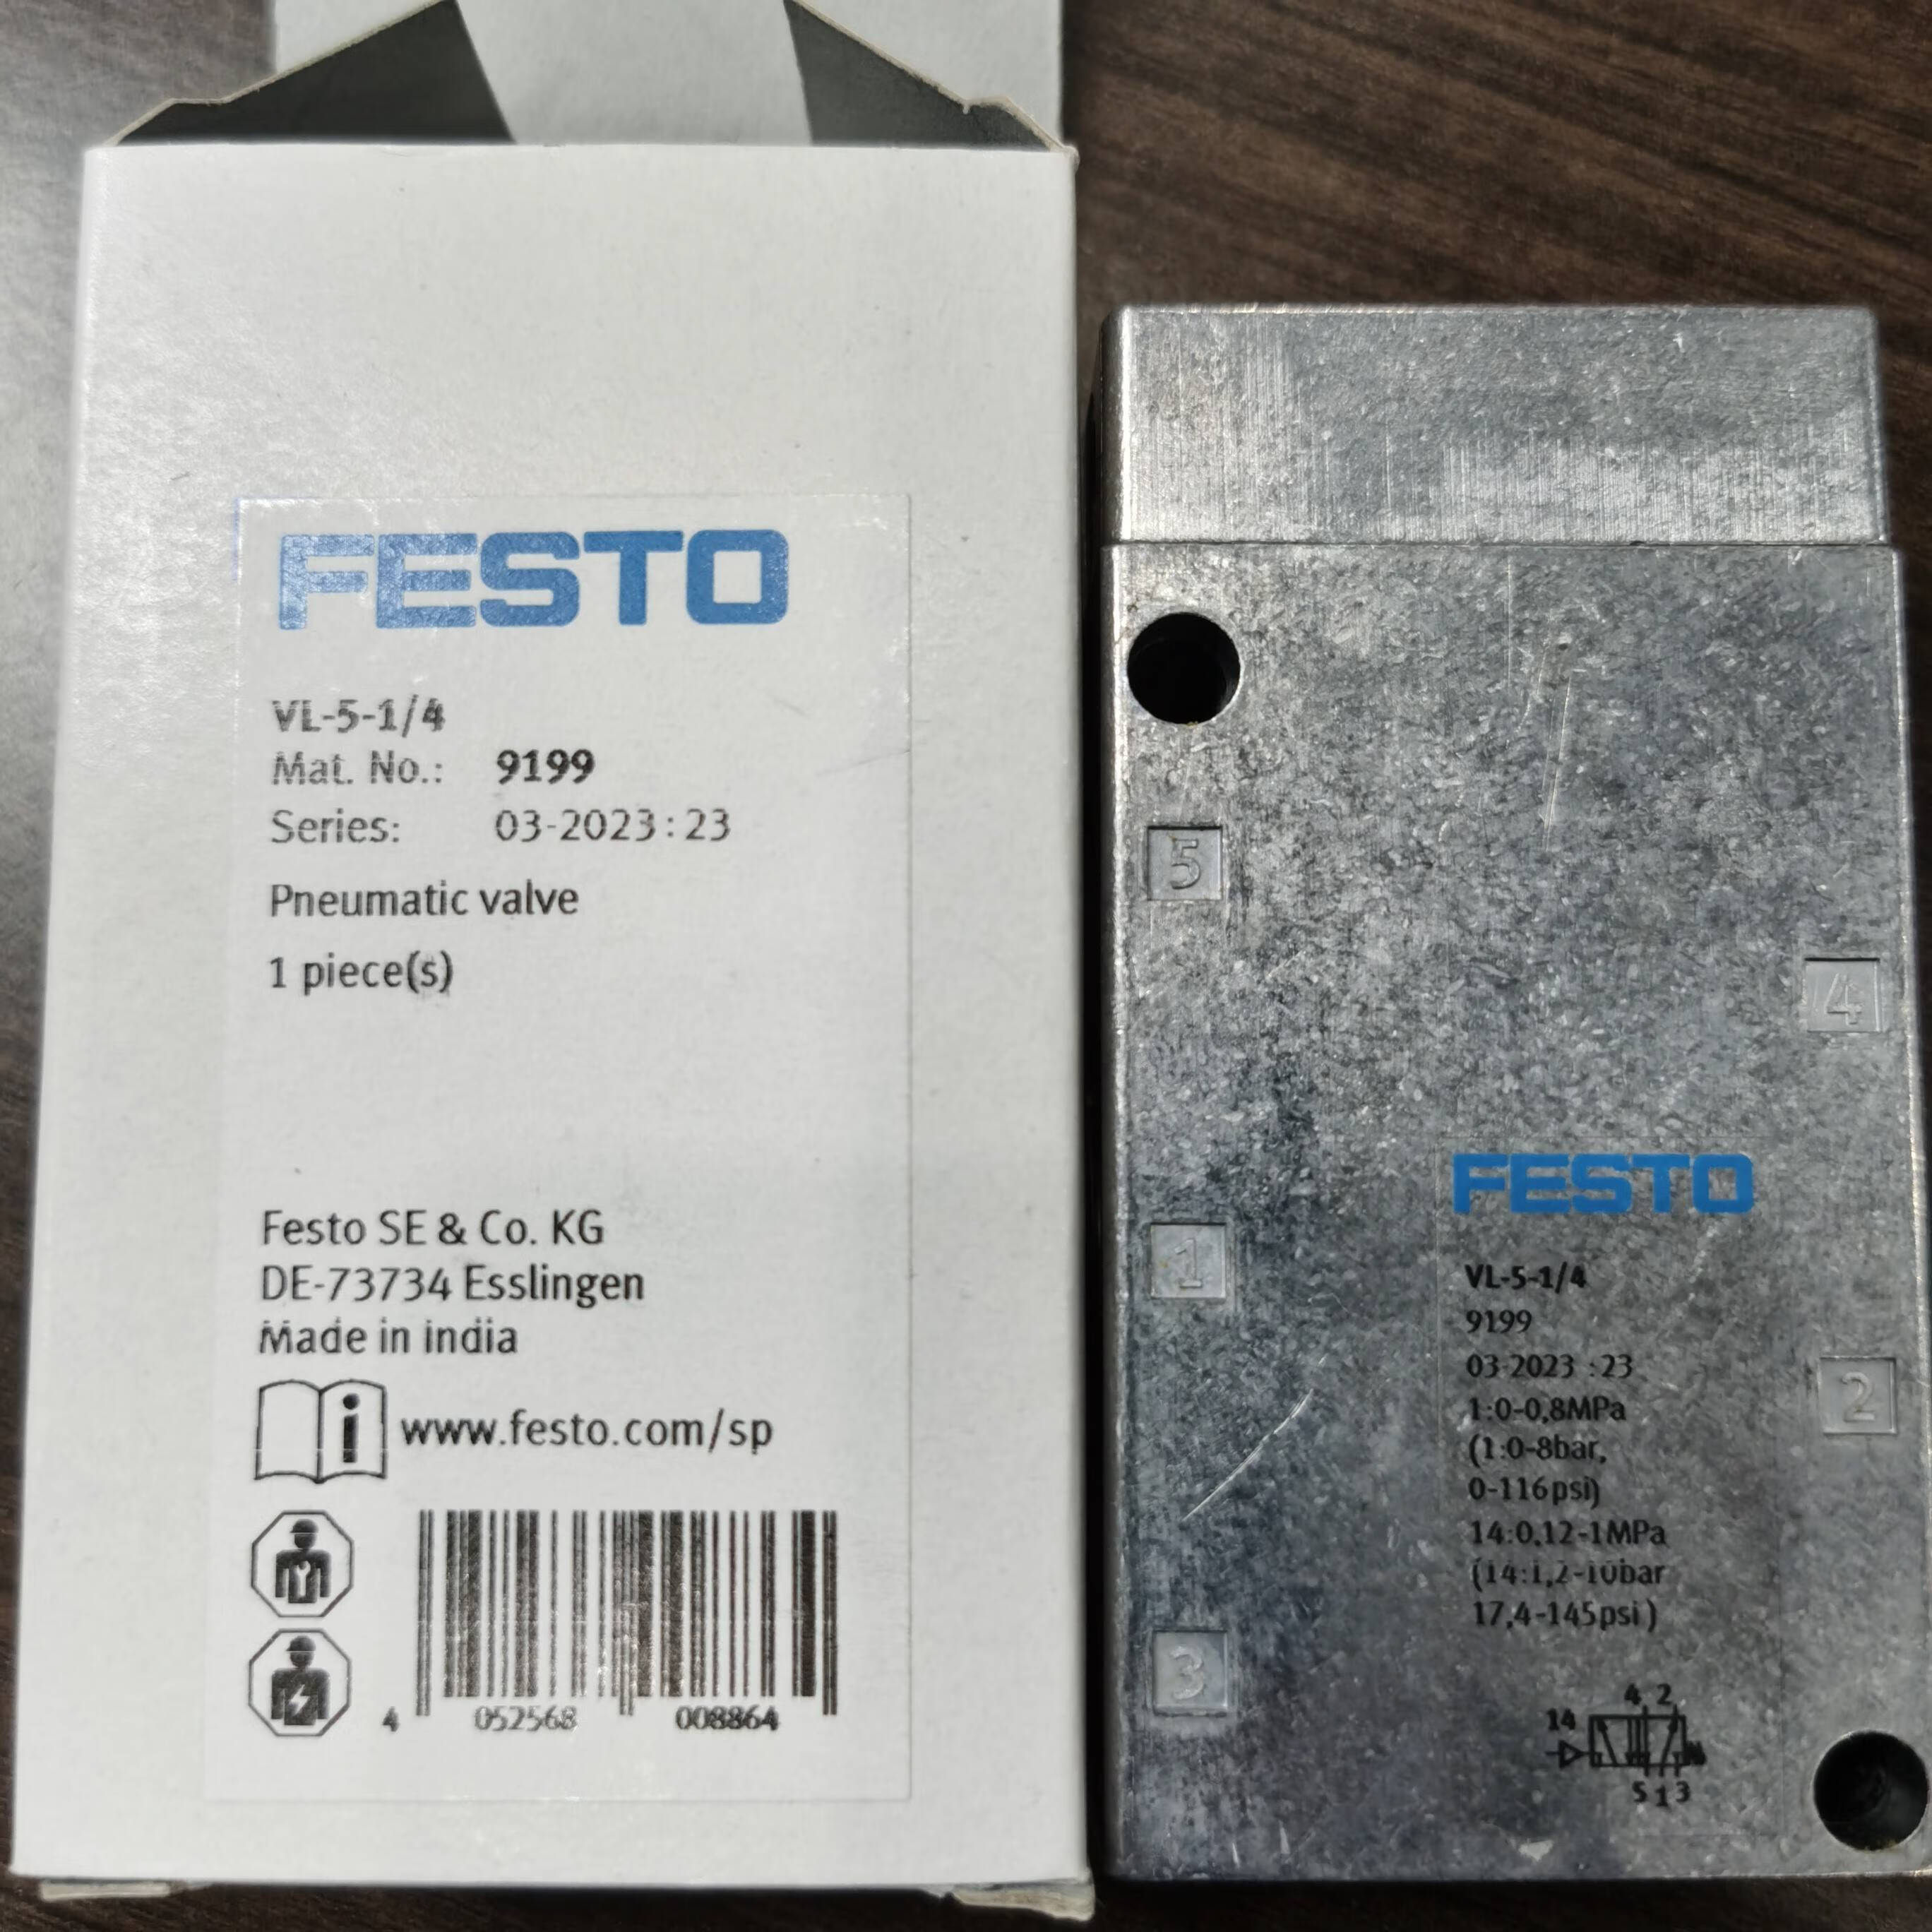 FESTO
VL-5-1/4
Mat. No.: 9199
Series: 03-2023:23
Pneumatic valve
1 piece(s)
Festo SE & Co. KG
DE-73734 Esslingen
Made in India
i www.festo.com/sp
4 052568 008864
5
4
1
2
3
FESTO
VL-5-1/4
9199
03-2023 :23
1:0-0,8MPa
(1:0-8bar,
0-116psi)
14:0,12-1MPa
(14:1,2-10bar
17,4-145psi)
4 2
14
5 1 3